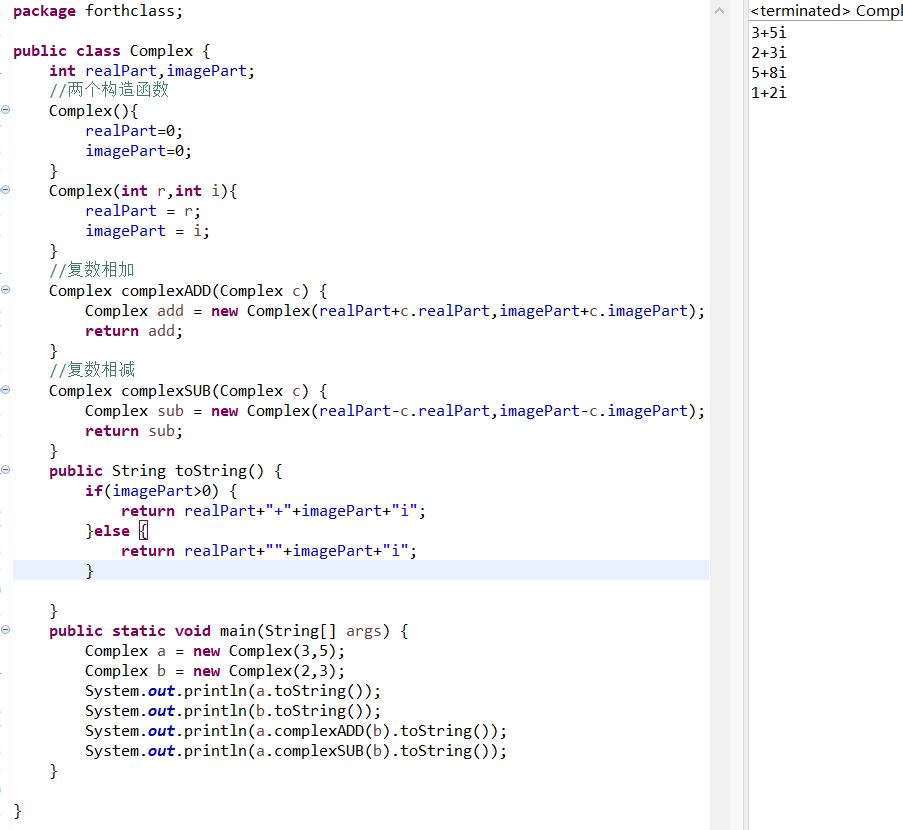 package forthclass;
public class Complex {
    int realPart,imagePart;
    //两个构造函数
    Complex(){
        realPart=0;
        imagePart=0;
    }
    Complex(int r,int i){
        realPart = r;
        imagePart = i;
    }
    //复数相加
    Complex complexADD(Complex c) {
        Complex add = new Complex(realPart+c.realPart,imagePart+c.imagePart);
        return add;
    }
    //复数相减
    Complex complexSUB(Complex c) {
        Complex sub = new Complex(realPart-c.realPart,imagePart-c.imagePart);
        return sub;
    }
    public String toString() {
        if(imagePart>0) {
            return realPart+"+"+imagePart+"i";
        }else {
            return realPart+""+imagePart+"i";
        }
    }
    public static void main(String[] args) {
        Complex a = new Complex(3,5);
        Complex b = new Complex(2,3);
        System.out.println(a.toString());
        System.out.println(b.toString());
        System.out.println(a.complexADD(b).toString());
        System.out.println(a.complexSUB(b).toString());
    }
}
<terminated> Compl
3+5i
2+3i
5+8i
1+2i